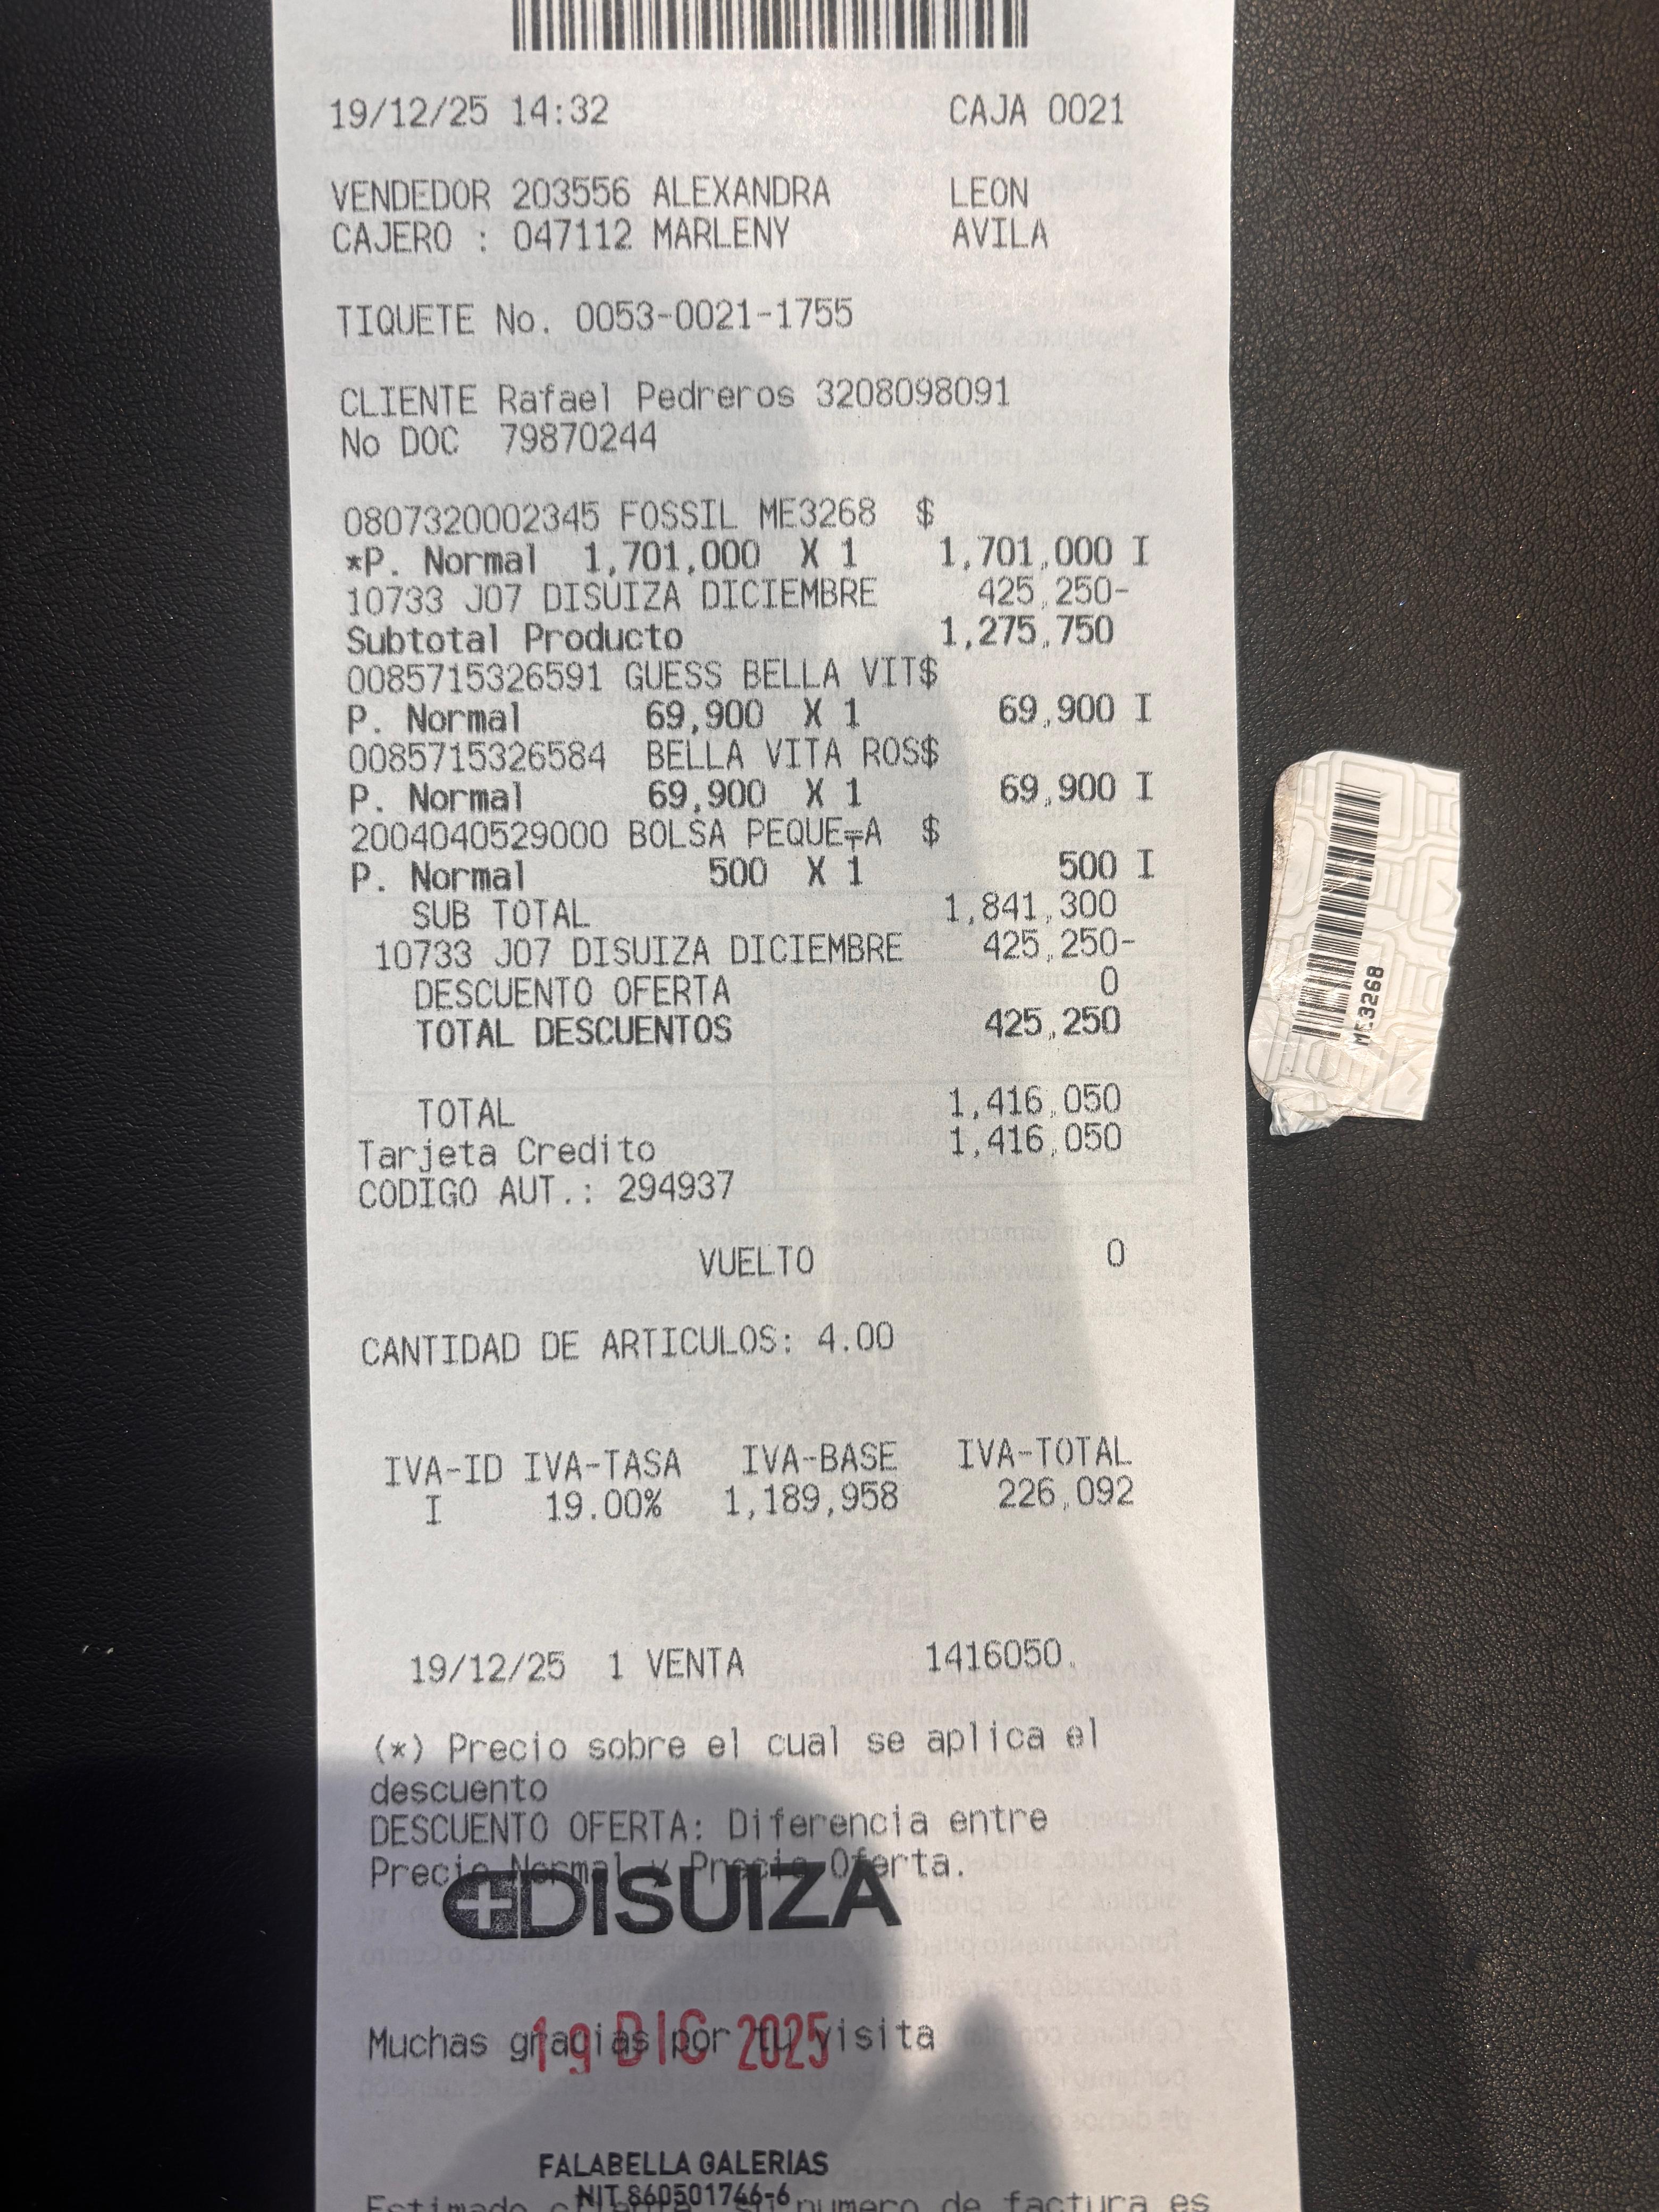 19/12/25 14:32 CAJA 0021
VENDEDOR 203556 ALEXANDRA LEON
CAJERO : 047112 MARLENY AVILA
TIQUETE No. 0053-0021-1755
CLIENTE Rafael Pedreros 3208098091
No DOC 79870244
0807320002345 FOSSIL ME3268 $
*P. Normal 1,701,000 X 1 1,701,000 I
10733 J07 DISUIZA DICIEMBRE 425,250-
Subtotal Producto 1,275,750
0085715326591 GUESS BELLA VIT$
P. Normal 69,900 X 1 69,900 I
0085715326584 BELLA VITA ROS$
P. Normal 69,900 X 1 69,900 I
2004040529000 BOLSA PEQUE╤A $
P. Normal 500 X 1 500 I
SUB TOTAL 1,841,300
10733 J07 DISUIZA DICIEMBRE 425,250-
DESCUENTO OFERTA 0
TOTAL DESCUENTOS 425,250
TOTAL 1,416,050
Tarjeta Credito 1,416,050
CODIGO AUT.: 294937
VUELTO 0
CANTIDAD DE ARTICULOS: 4.00
IVA-ID IVA-TASA IVA-BASE IVA-TOTAL
I 19.00% 1,189,958 226,092
19/12/25 1 VENTA 1416050.
(*) Precio sobre el cual se aplica el
descuento
DESCUENTO OFERTA: Diferencia entre
Precio Normal y Precio Oferta.
DISUIZA
Muchas gracias por tu visita
19 DIC 2025
FALABELLA GALERIAS
NIT 860501746-6
numero de factura es
ME3268